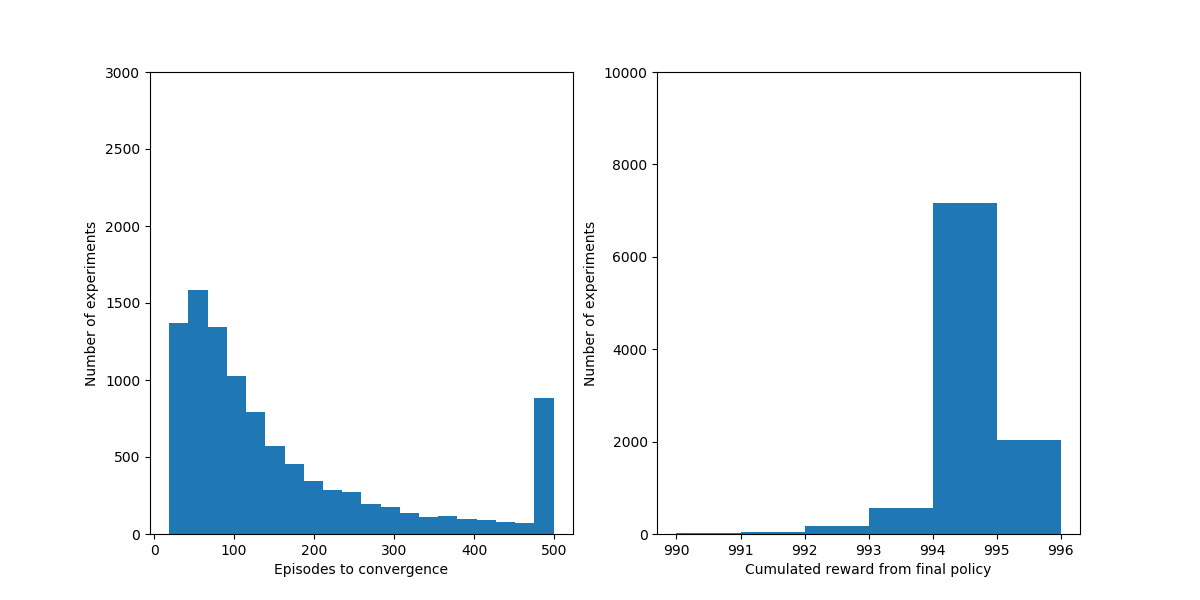 3000
2500
2000
1500
1000
500
0
Number of experiments
0 100 200 300 400 500
Episodes to convergence
10000
8000
6000
4000
2000
0
Number of experiments
990 991 992 993 994 995 996
Cumulated reward from final policy